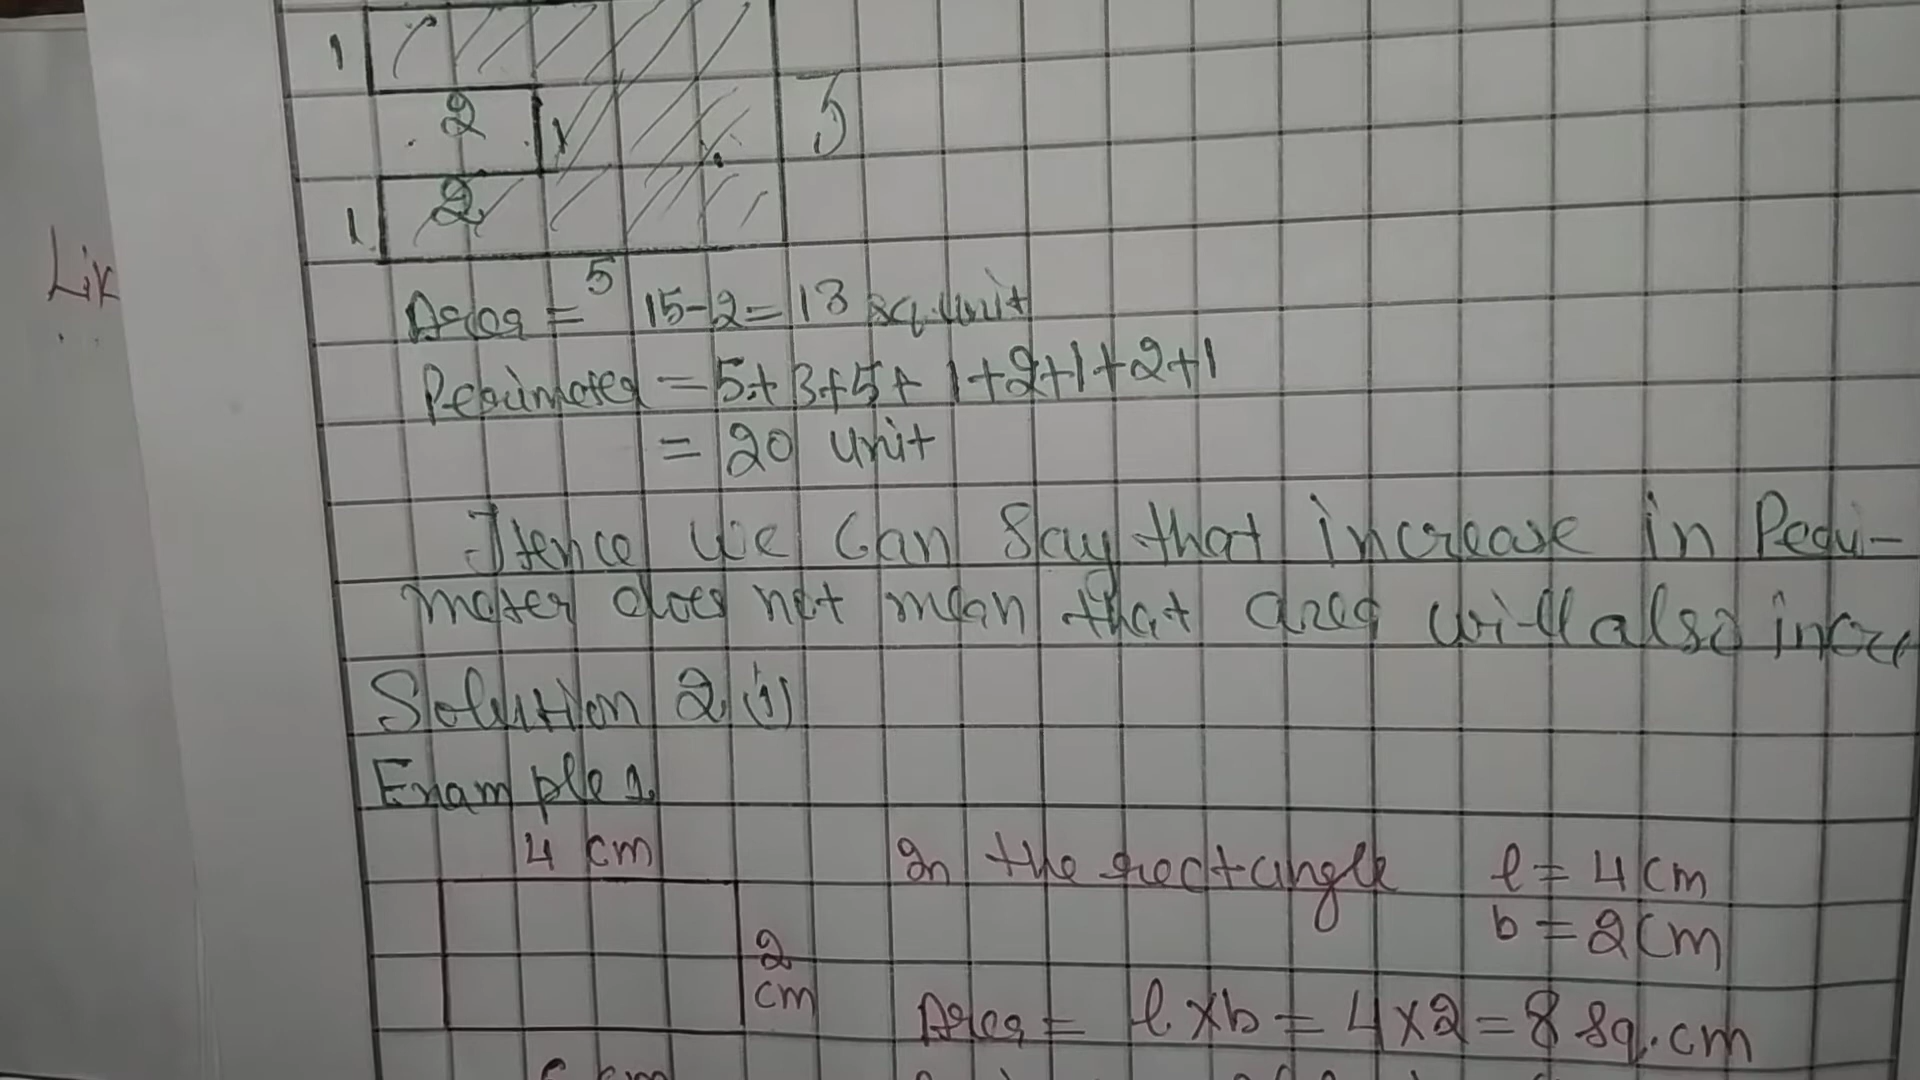 1
2 1 3
1 2
5
Area = 15-2=13 sq. unit
Perimeter = 5+3+5+1+2+1+2+1
= 20 unit
Hence we can say that increase in Peri-
meter does not mean that area will also incre
Solution 2 (i)
Example 1
4 cm In the rectangle l = 4 cm
b = 2 cm
2
cm Area = l x b = 4 x 2 = 8 sq. cm
Lik